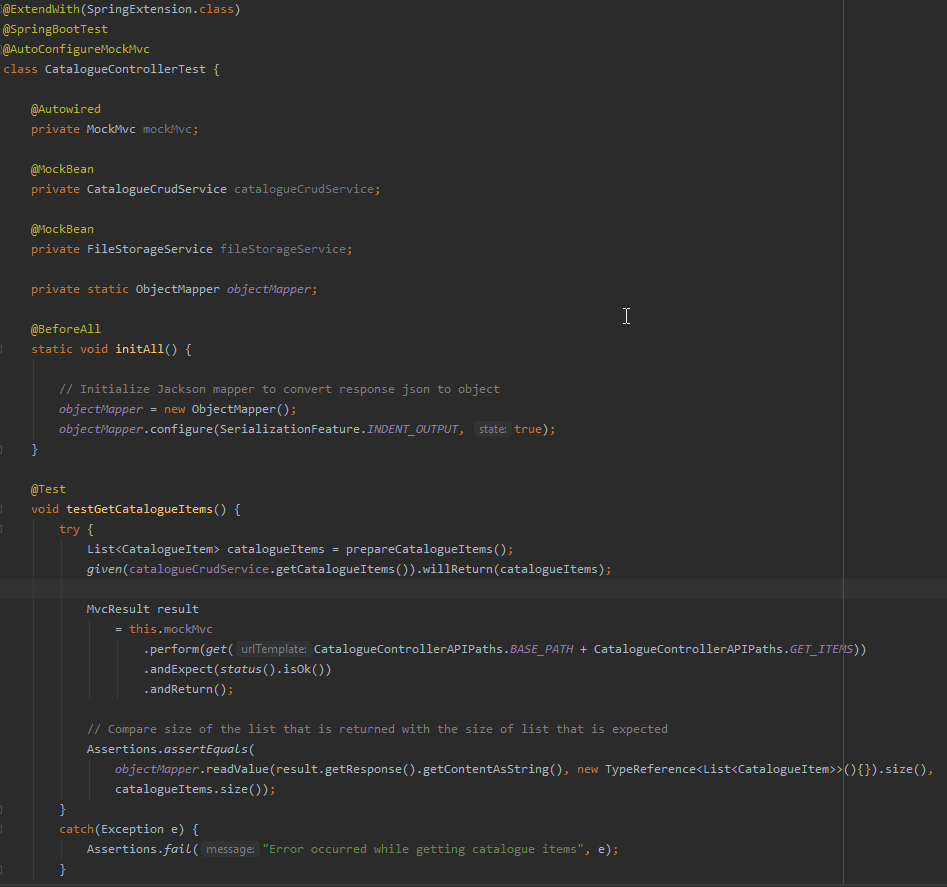 @ExtendWith(SpringExtension.class)
@SpringBootTest
@AutoConfigureMockMvc
class CatalogueControllerTest {
@Autowired
private MockMvc mockMvc;
@MockBean
private CatalogueCrudService catalogueCrudService;
@MockBean
private FileStorageService fileStorageService;
private static ObjectMapper objectMapper;
@BeforeAll
static void initAll() {
// Initialize Jackson mapper to convert response json to object
objectMapper = new ObjectMapper();
objectMapper.configure(SerializationFeature.INDENT_OUTPUT, state: true);
}
@Test
void testGetCatalogueItems() {
try {
List<CatalogueItem> catalogueItems = prepareCatalogueItems();
given(catalogueCrudService.getCatalogueItems()).willReturn(catalogueItems);
MvcResult result
= this.mockMvc
.perform(get( urlTemplate: CatalogueControllerAPIPaths.BASE_PATH + CatalogueControllerAPIPaths.GET_ITEMS))
.andExpect(status().isOk())
.andReturn();
// Compare size of the list that is returned with the size of list that is expected
Assertions.assertEquals(
objectMapper.readValue(result.getResponse().getContentAsString(), new TypeReference<List<CatalogueItem>>(){}).size(),
catalogueItems.size());
}
catch(Exception e) {
Assertions.fail( message: "Error occurred while getting catalogue items", e);
}